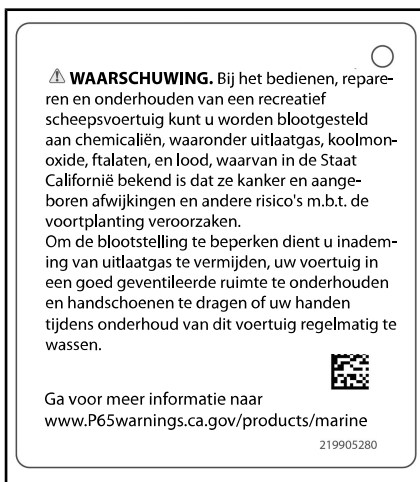 ⚠ WAARSCHUWING. Bij het bedienen, repare-
ren en onderhouden van een recreatief
scheepsvoertuig kunt u worden blootgesteld
aan chemicaliën, waaronder uitlaatgas, koolmon-
oxide, ftalaten, en lood, waarvan in de Staat
Californië bekend is dat ze kanker en aange-
boren afwijkingen en andere risico's m.b.t. de
voortplanting veroorzaken.
Om de blootstelling te beperken dient u inadem-
ing van uitlaatgas te vermijden, uw voertuig in
een goed geventileerde ruimte te onderhouden
en handschoenen te dragen of uw handen
tijdens onderhoud van dit voertuig regelmatig te
wassen.
Ga voor meer informatie naar
www.P65warnings.ca.gov/products/marine
219905280